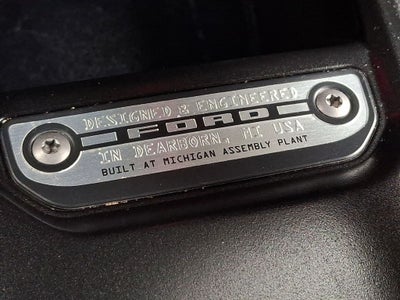 DESIGNED & ENGINEERED
FORD
IN DEARBORN, MI USA
BUILT AT MICHIGAN ASSEMBLY PLANT